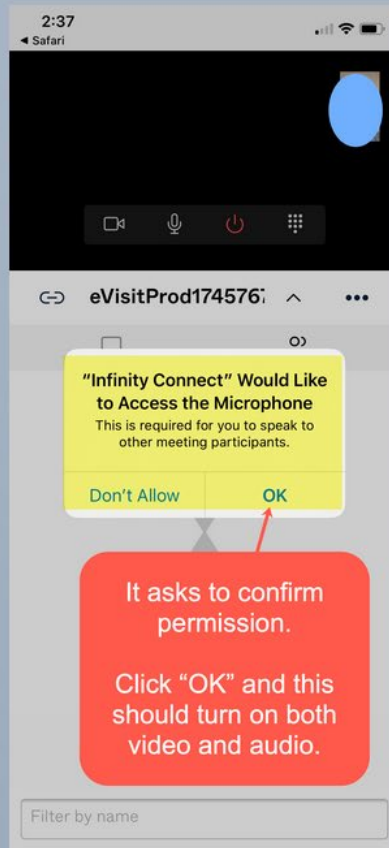 2:37
◀ Safari
eVisitProd1745767
"Infinity Connect" Would Like
to Access the Microphone
This is required for you to speak to
other meeting participants.
Don't Allow
OK
It asks to confirm
permission.
Click “OK” and this
should turn on both
video and audio.
Filter by name